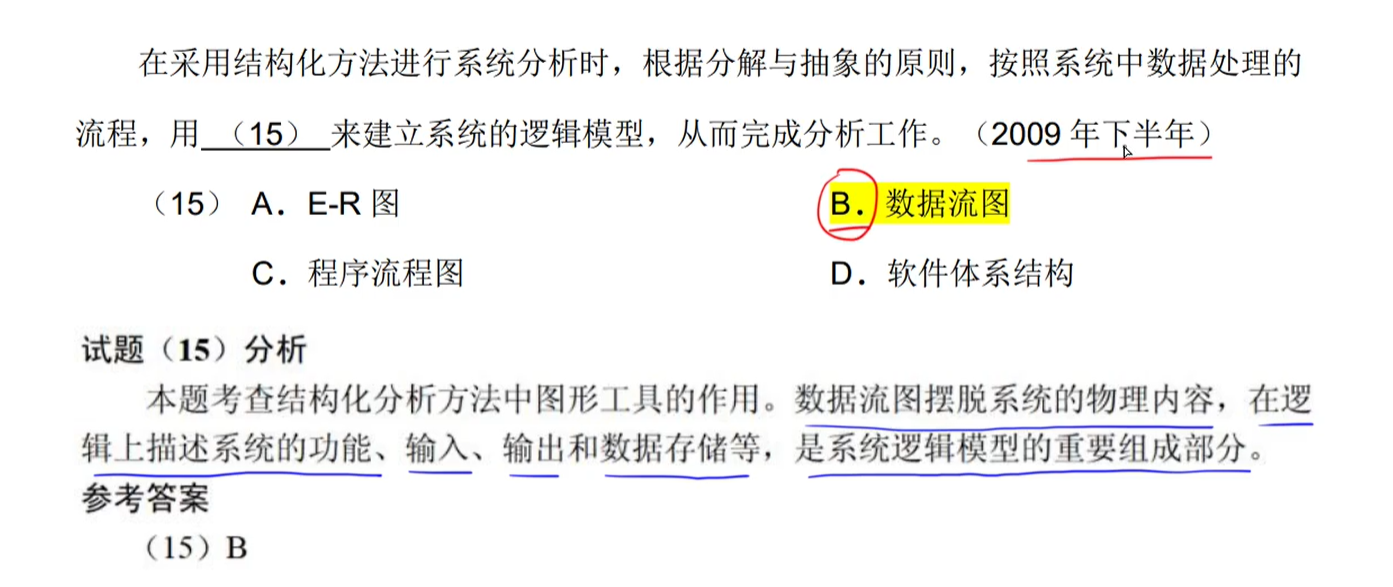 在采用结构化方法进行系统分析时，根据分解与抽象的原则，按照系统中数据处理的
流程，用（15）来建立系统的逻辑模型，从而完成分析工作。（2009 年下半年）
（15） A．E-R 图 B．数据流图
C．程序流程图 D．软件体系结构
试题（15）分析
本题考查结构化分析方法中图形工具的作用。数据流图摆脱系统的物理内容，在逻
辑上描述系统的功能、输入、输出和数据存储等，是系统逻辑模型的重要组成部分。
参考答案
（15）B